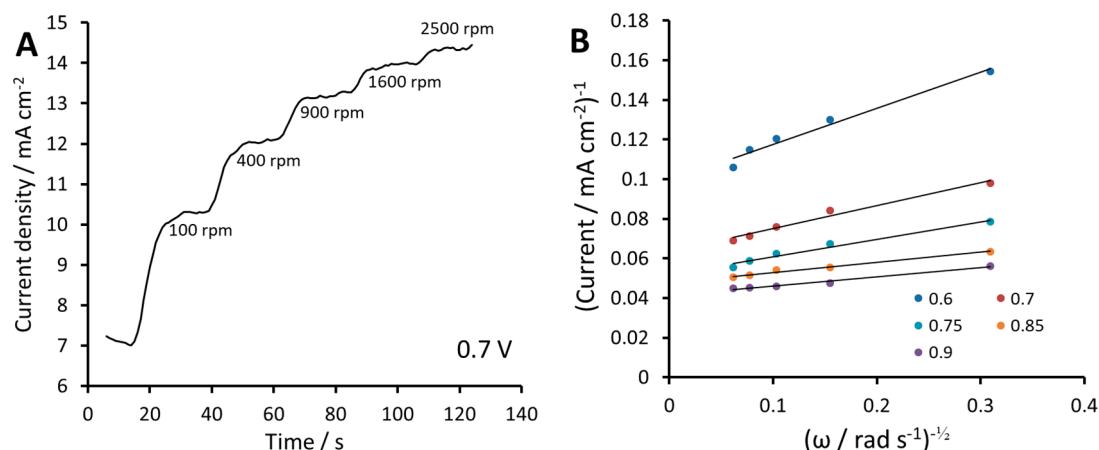 A
Current density / mA cm-2
15
14
13
12
11
10
9
8
7
6
100 rpm
400 rpm
900 rpm
1600 rpm
2500 rpm
0.7 V
0 20 40 60 80 100 120 140
Time / s
B
(Current / mA cm-2)-1
0.18
0.16
0.14
0.12
0.1
0.08
0.06
0.04
0.02
0
0.6 0.7
0.75 0.85
0.9
0 0.1 0.2 0.3 0.4
(ω / rad s-1)-½